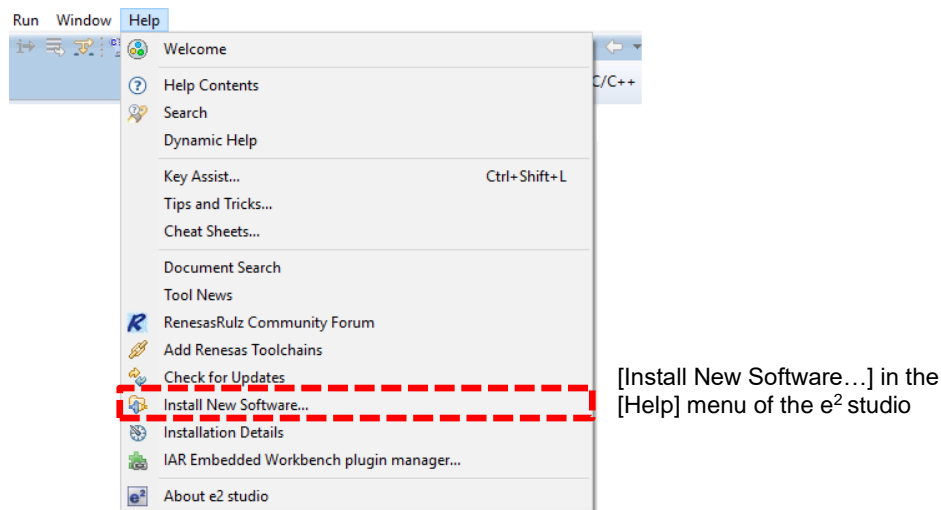 Run Window Help
Welcome
Help Contents
C/C++
Search
Dynamic Help
Key Assist... Ctrl+Shift+L
Tips and Tricks...
Cheat Sheets...
Document Search
Tool News
RenesasRulz Community Forum
Add Renesas Toolchains
Check for Updates
Install New Software...
Installation Details
IAR Embedded Workbench plugin manager...
e² About e2 studio
[Install New Software…] in the
[Help] menu of the e² studio